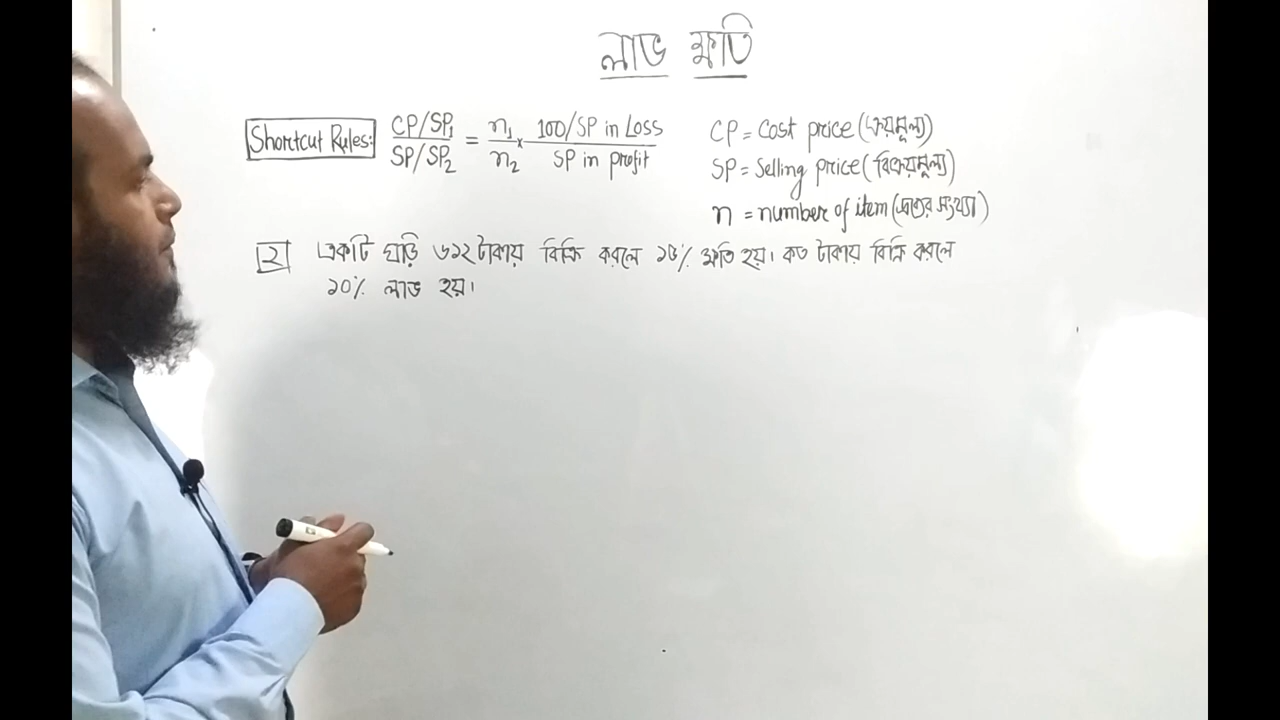 লাভ ক্ষতি
Shortcut Rules: CP/SP₁ / SP/SP₂ = n₁/n₂ × 100/SP in Loss / SP in profit
CP = Cost price (ক্রয়মূল্য)
SP = Selling price (বিক্রয়মূল্য)
n = number of item (দ্রব্যের সংখ্যা)
২। একটি ঘড়ি ৬১২ টাকায় বিক্রি করলে ১৫% ক্ষতি হয়। কত টাকায় বিক্রি করলে
১০% লাভ হয়।